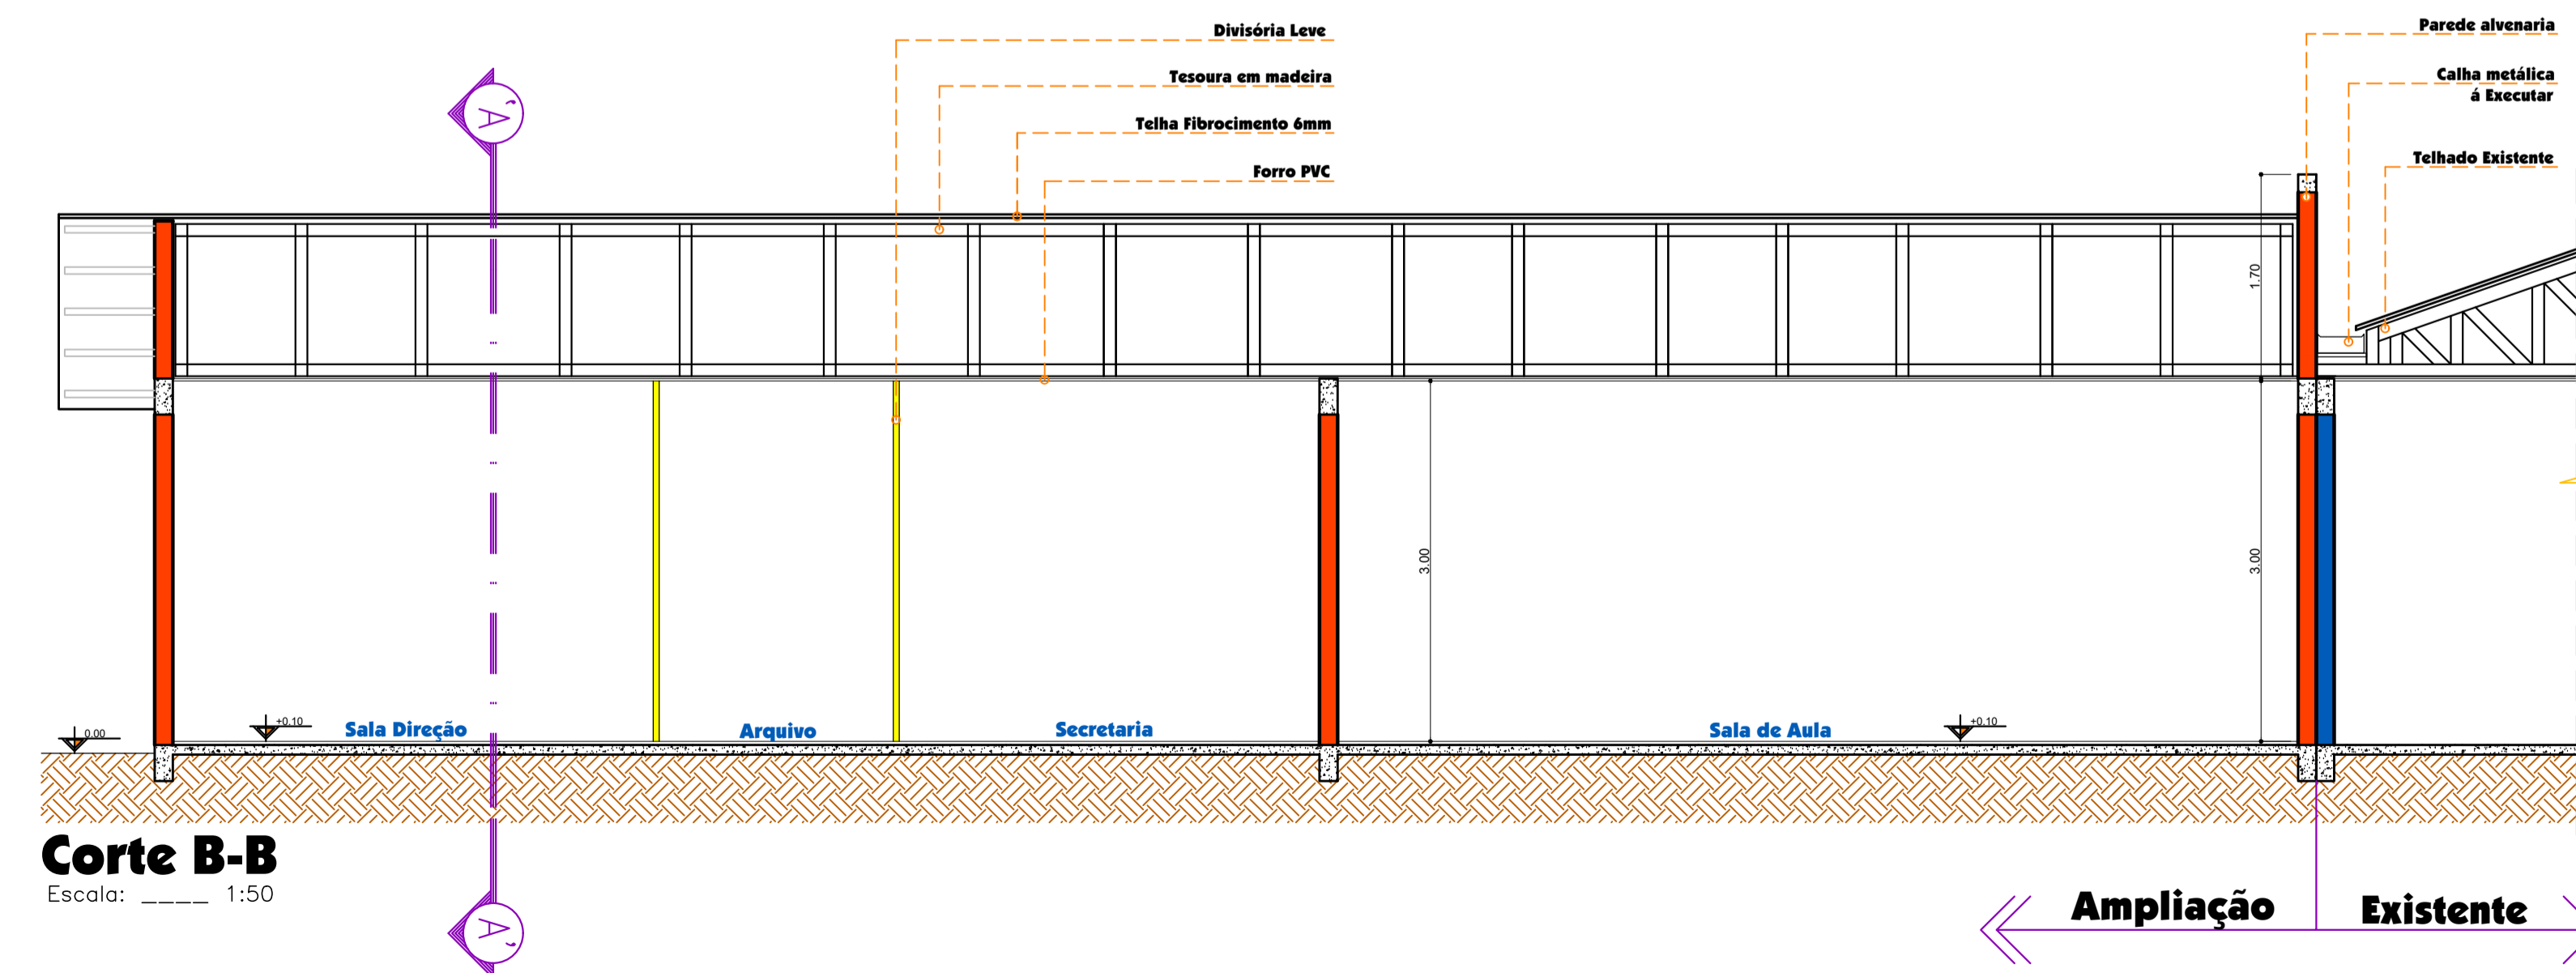 Divisória Leve
Tesoura em madeira
Telha Fibrocimento 6mm
Forro PVC
Parede alvenaria
Calha metálica
á Executar
Telhado Existente
A'
1.70
3.00
3.00
0.00
+0.10
Sala Direção
Arquivo
Secretaria
Sala de Aula
+0.10
Corte B-B
Escala: ____ 1:50
A'
Ampliação
Existente